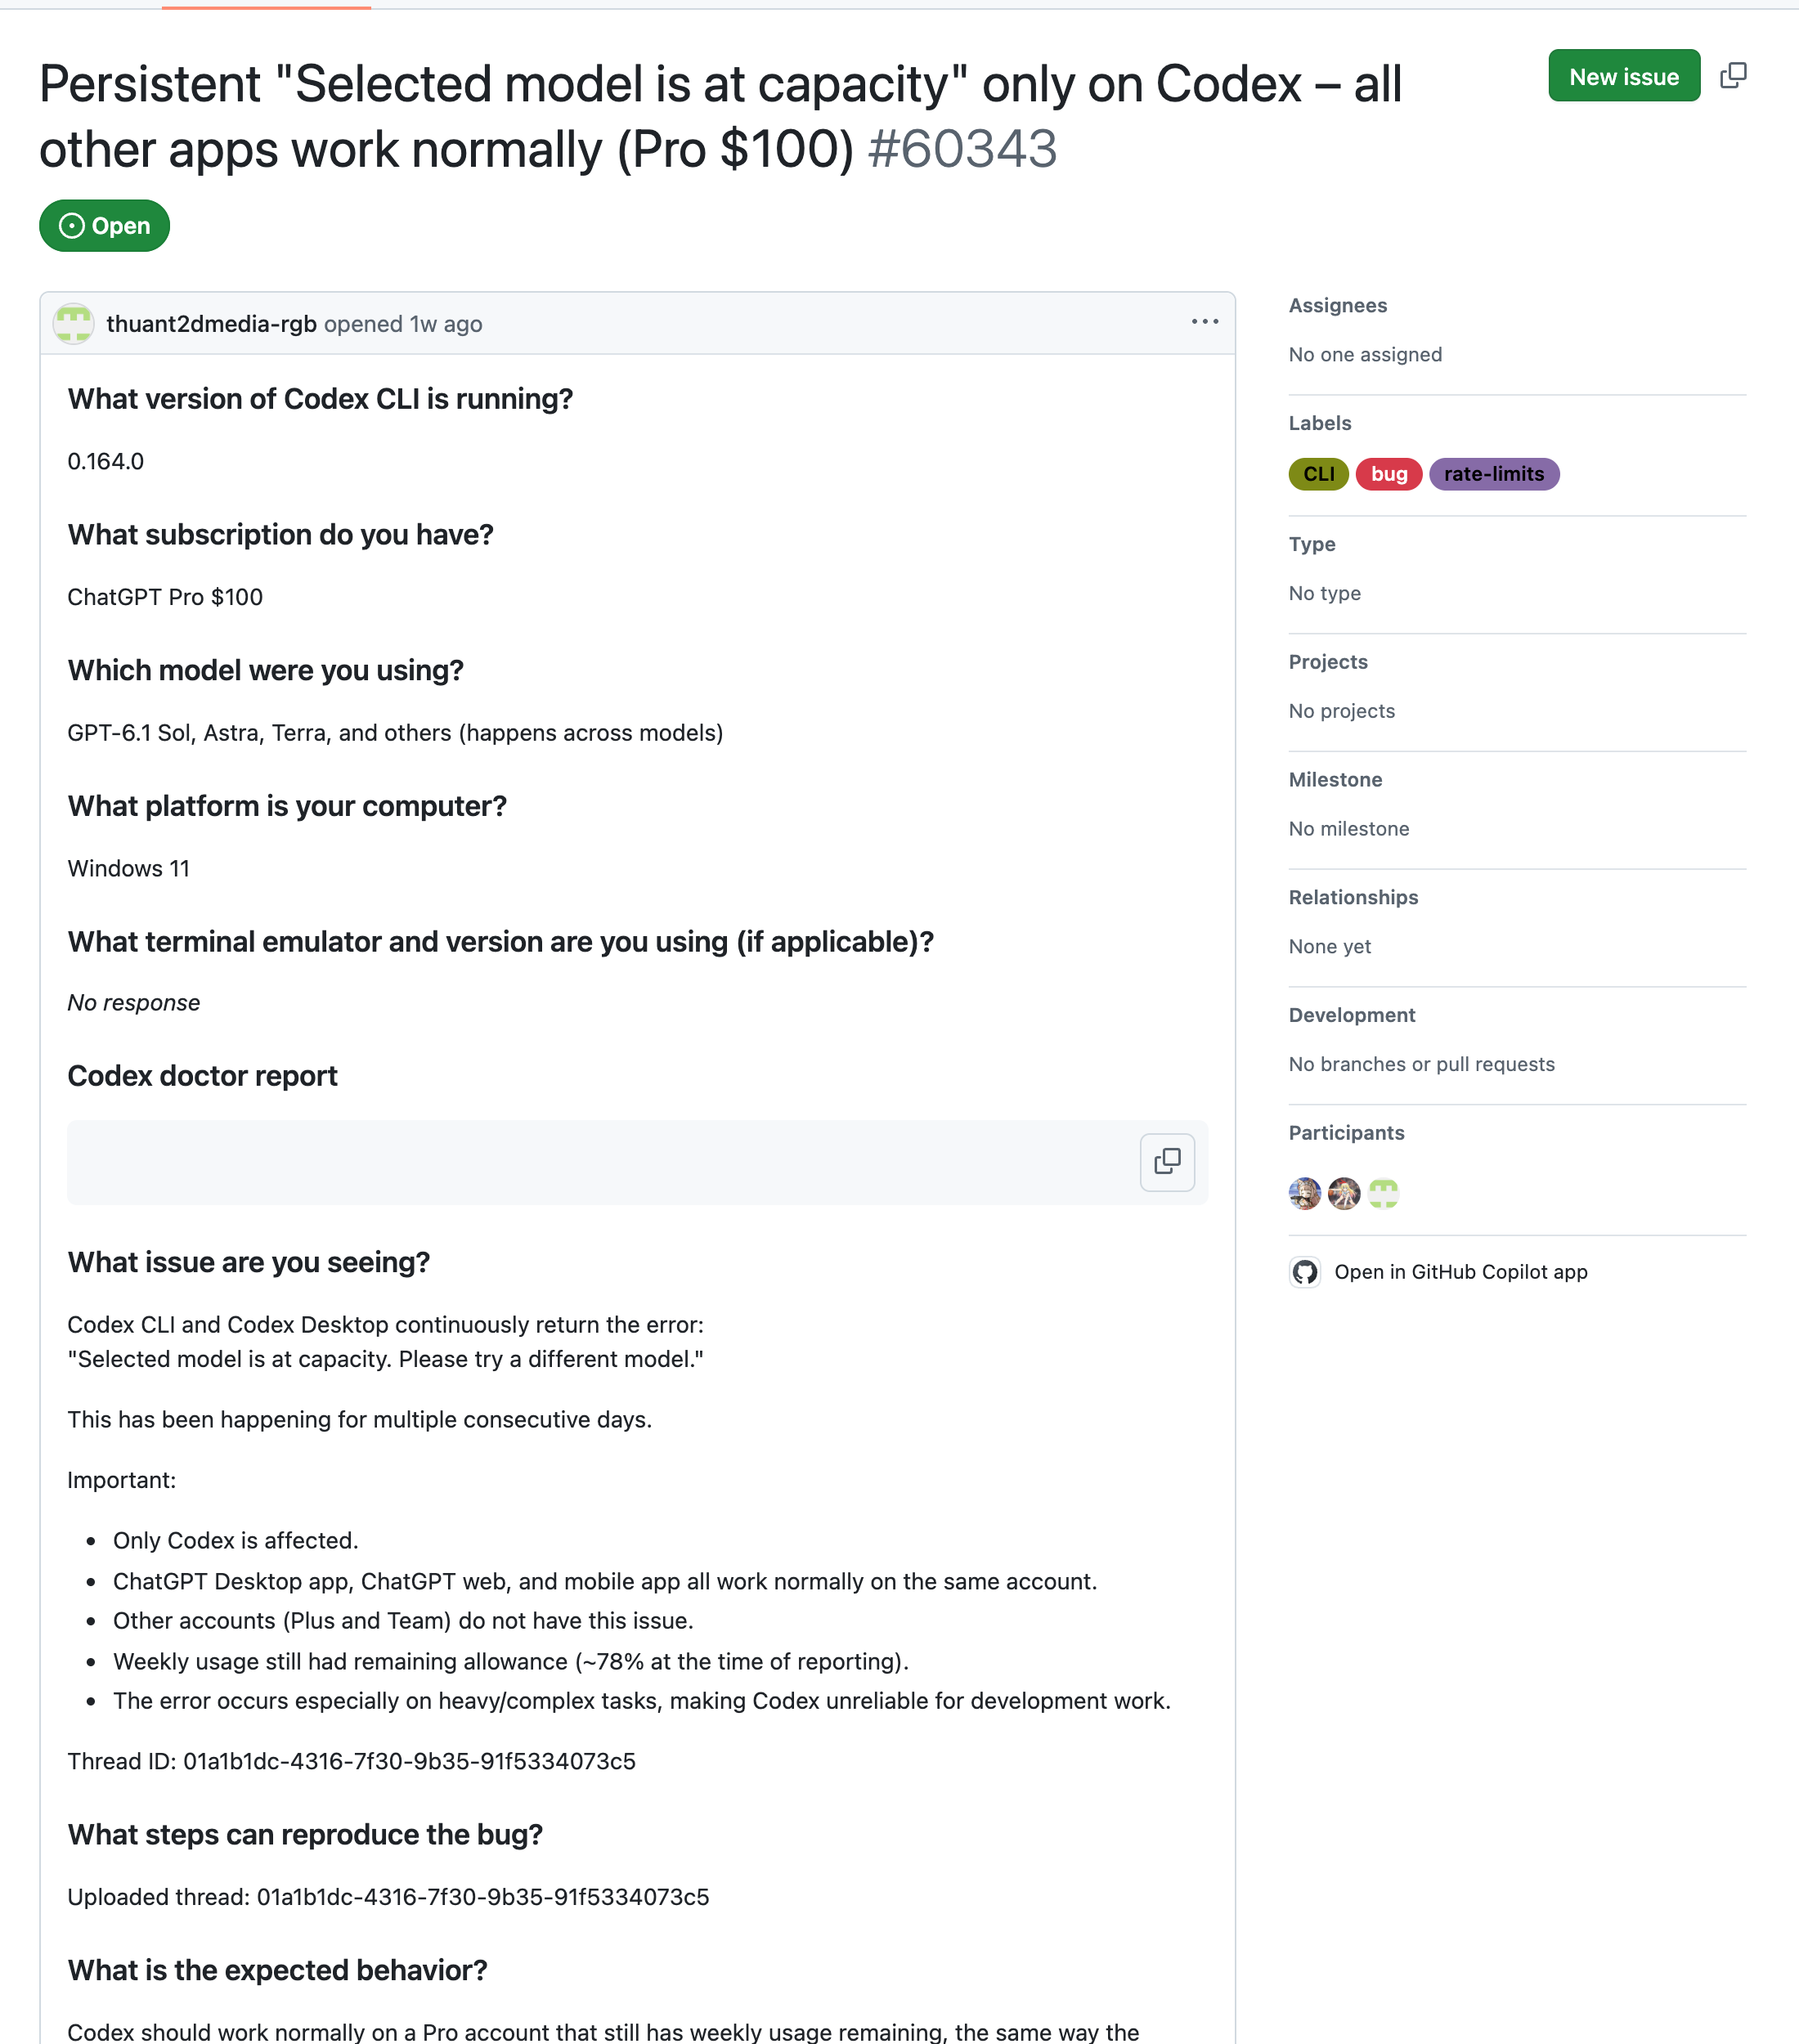 Persistent "Selected model is at capacity" only on Codex – all
other apps work normally (Pro $100) #60343
New issue
Open
thuant2dmedia-rgb opened 1w ago
What version of Codex CLI is running?
0.164.0
What subscription do you have?
ChatGPT Pro $100
Which model were you using?
GPT-6.1 Sol, Astra, Terra, and others (happens across models)
What platform is your computer?
Windows 11
What terminal emulator and version are you using (if applicable)?
No response
Codex doctor report
What issue are you seeing?
Codex CLI and Codex Desktop continuously return the error:
"Selected model is at capacity. Please try a different model."
This has been happening for multiple consecutive days.
Important:
• Only Codex is affected.
• ChatGPT Desktop app, ChatGPT web, and mobile app all work normally on the same account.
• Other accounts (Plus and Team) do not have this issue.
• Weekly usage still had remaining allowance (~78% at the time of reporting).
• The error occurs especially on heavy/complex tasks, making Codex unreliable for development work.
Thread ID: 01a1b1dc-4316-7f30-9b35-91f5334073c5
What steps can reproduce the bug?
Uploaded thread: 01a1b1dc-4316-7f30-9b35-91f5334073c5
What is the expected behavior?
Codex should work normally on a Pro account that still has weekly usage remaining, the same way the
Assignees
No one assigned
Labels
CLI bug rate-limits
Type
No type
Projects
No projects
Milestone
No milestone
Relationships
None yet
Development
No branches or pull requests
Participants
Open in GitHub Copilot app